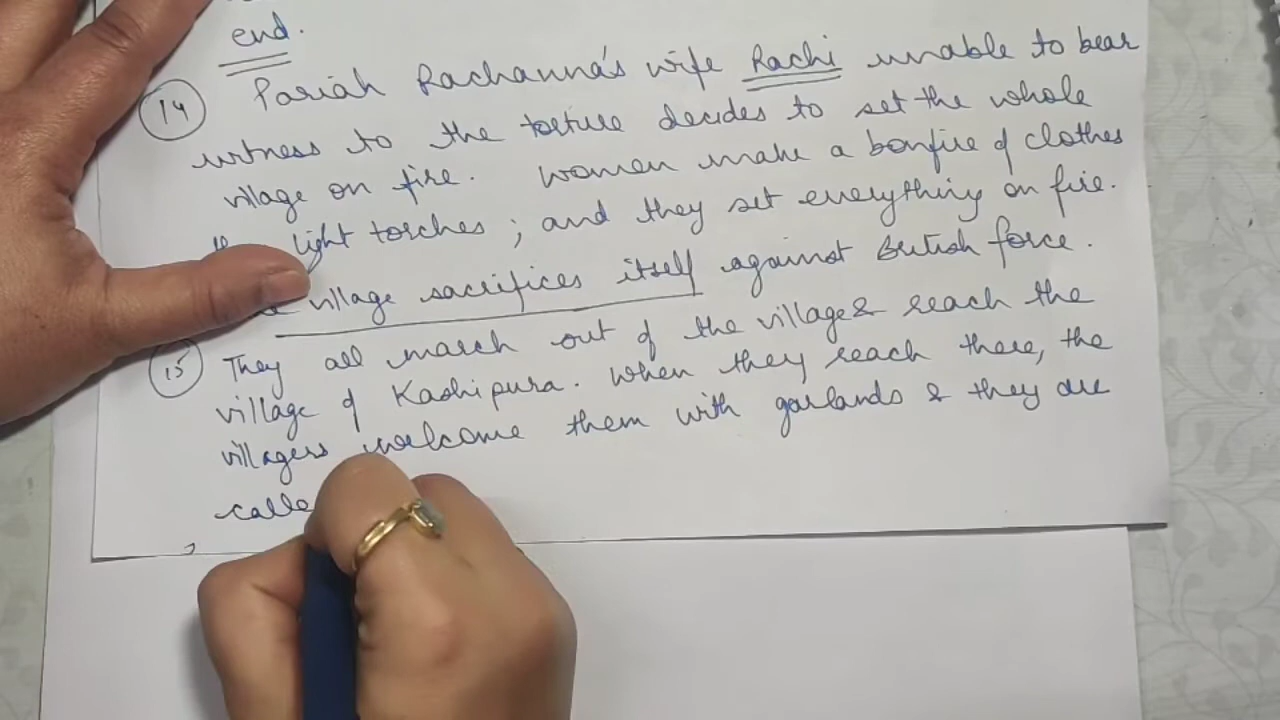 end.
14 Pariah Rachanna's wife Rachi unable to bear
witness to the torture decides to set the whole
village on fire. Women make a bonfire of clothes
light torches ; and they set everything on fire.
village sacrifices itself against British force.
15 They all march out of the village & reach the
village of Kashipura. When they reach there, the
villagers welcome them with garlands & they are
calle